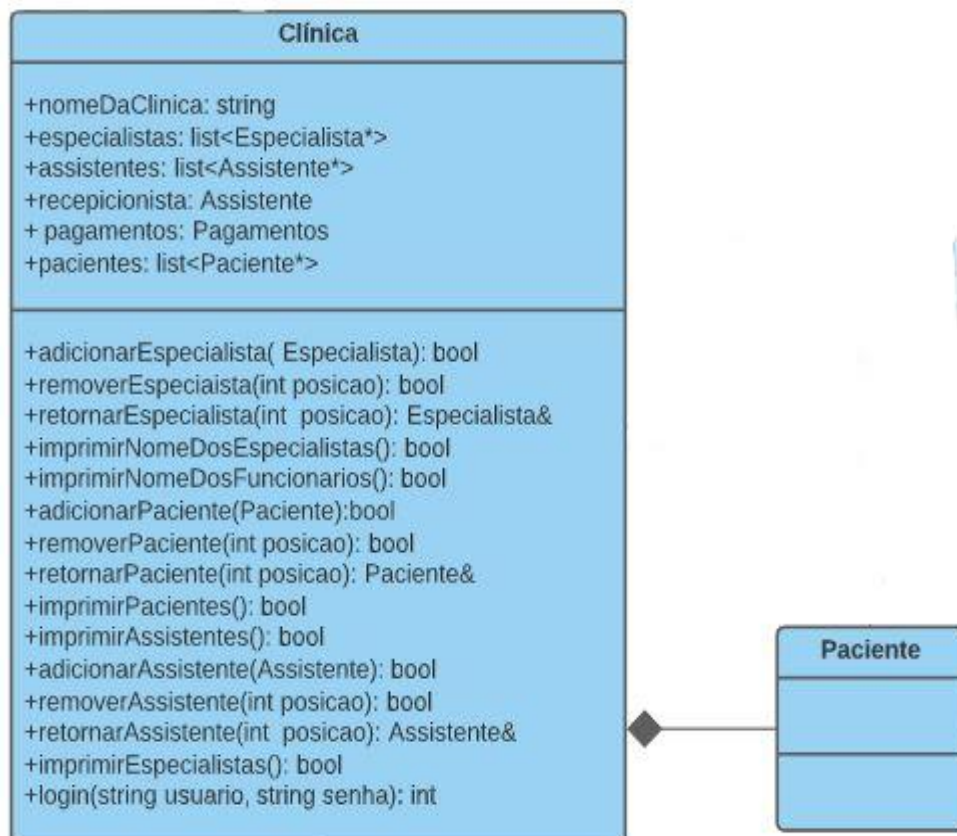 Clínica
+nomeDaClinica: string
+especialistas: list<Especialista*>
+assistentes: list<Assistente*>
+recepicionista: Assistente
+ pagamentos: Pagamentos
+pacientes: list<Paciente*>
+adicionarEspecialista( Especialista): bool
+removerEspeciaista(int posicao): bool
+retornarEspecialista(int  posicao): Especialista&
+imprimirNomeDosEspecialistas(): bool
+imprimirNomeDosFuncionarios(): bool
+adicionarPaciente(Paciente):bool
+removerPaciente(int posicao): bool
+retornarPaciente(int posicao): Paciente&
+imprimirPacientes(): bool
+imprimirAssistentes(): bool
+adicionarAssistente(Assistente): bool
+removerAssistente(int posicao): bool
+retornarAssistente(int  posicao): Assistente&
+imprimirEspecialistas(): bool
+login(string usuario, string senha): int
Paciente